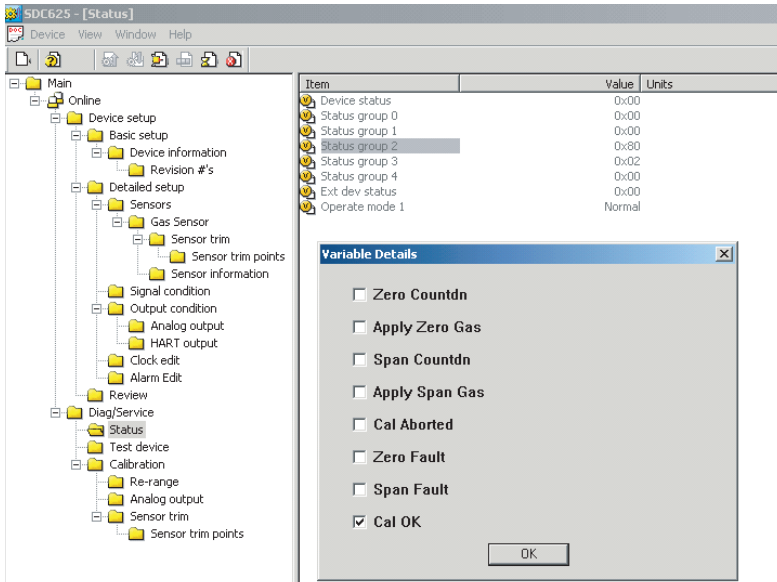 SDC625 - [Status]
Device View Window Help
Main
Online
Device setup
Basic setup
Device information
Revision #'s
Detailed setup
Sensors
Gas Sensor
Sensor trim
Sensor trim points
Sensor information
Signal condition
Output condition
Analog output
HART output
Clock edit
Alarm Edit
Review
Diag/Service
Status
Test device
Calibration
Re-range
Analog output
Sensor trim
Sensor trim points
Item Value Units
Device status 0x00
Status group 0 0x00
Status group 1 0x00
Status group 2 0x80
Status group 3 0x02
Status group 4 0x00
Ext dev status 0x00
Operate mode 1 Normal
Variable Details
Zero Countdn
Apply Zero Gas
Span Countdn
Apply Span Gas
Cal Aborted
Zero Fault
Span Fault
Cal OK
OK